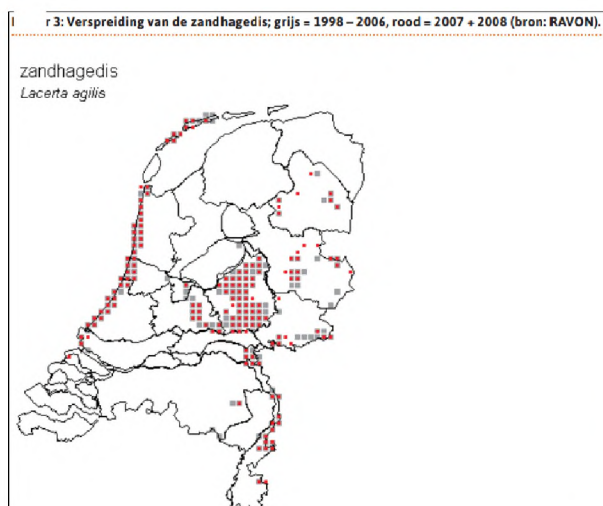 r 3: Verspreiding van de zandhagedis; grijs = 1998 – 2006, rood = 2007 + 2008 (bron: RAVON).
zandhagedis
Lacerta agilis